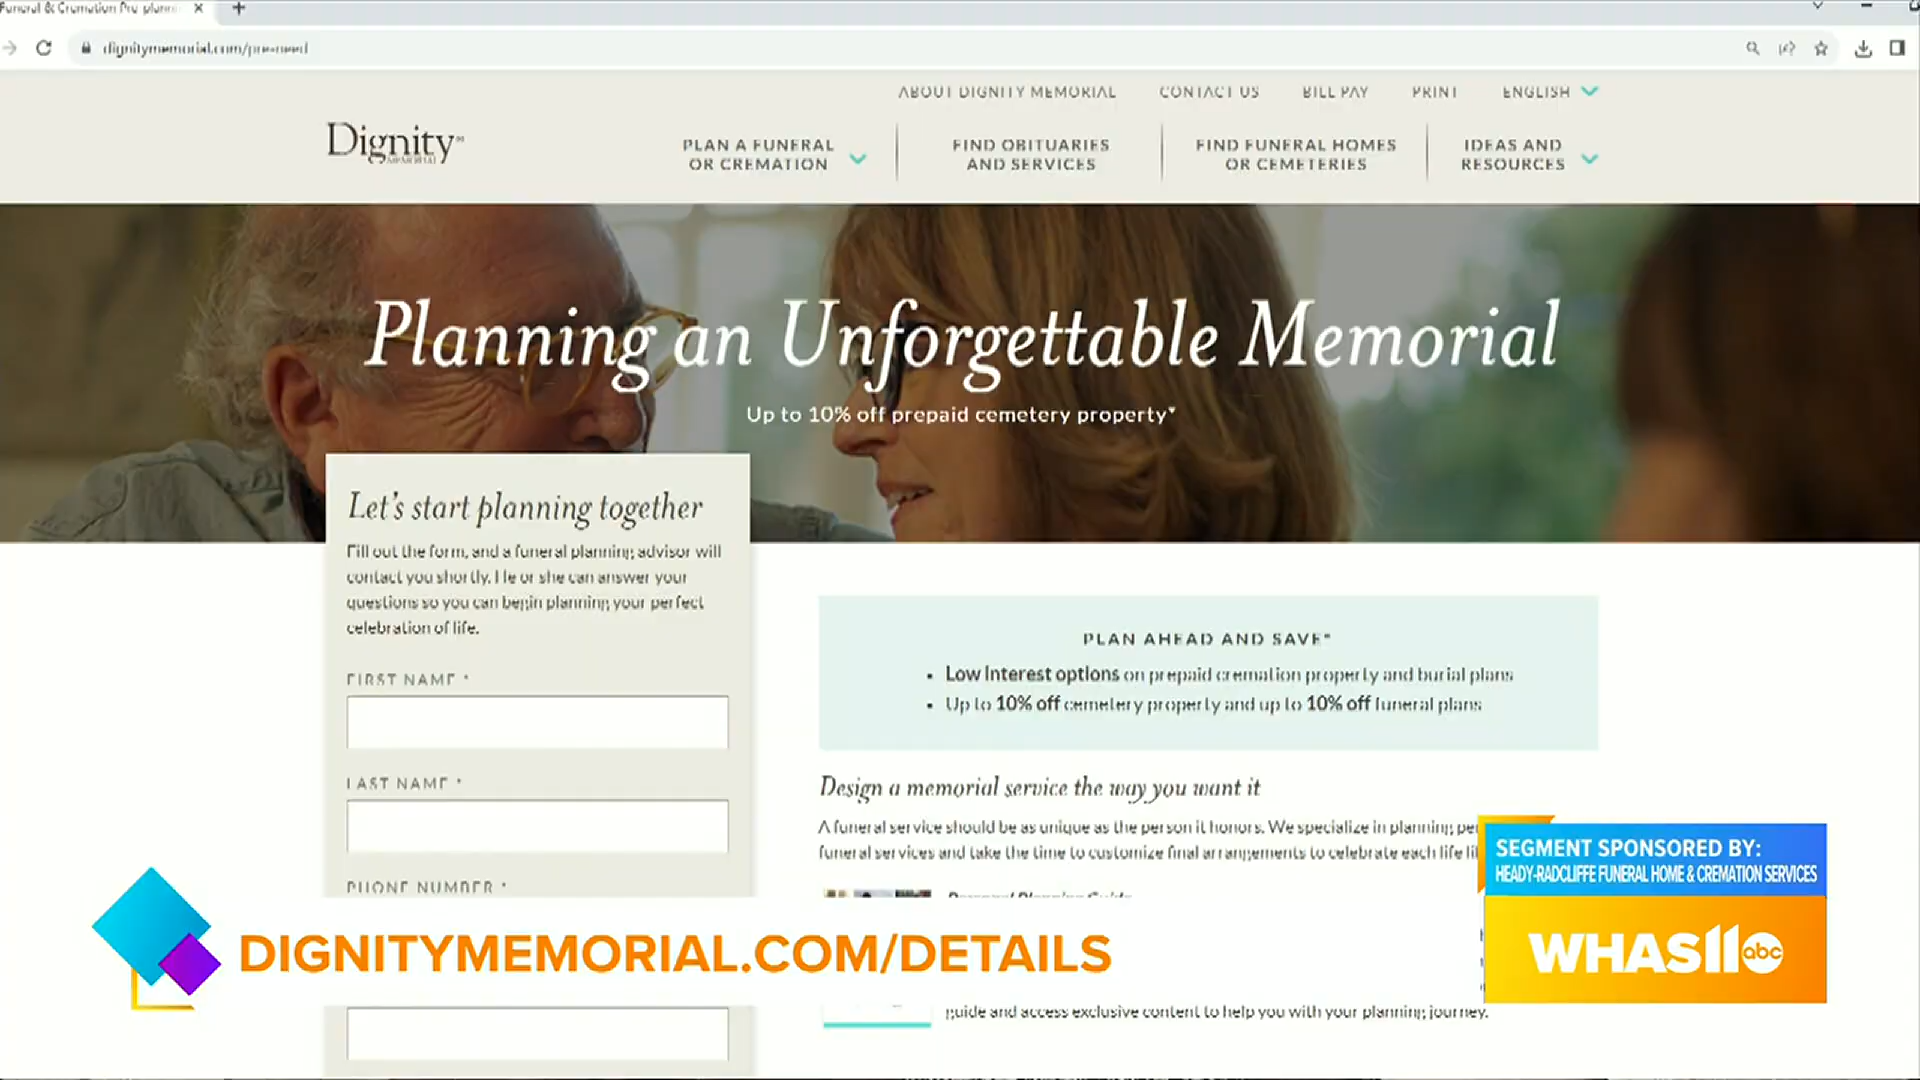 Funeral & Cremation Pre-planni
dignitymemorial.com/pre-need
ABOUT DIGNITY MEMORIAL CONTACT US BILL PAY PRINT ENGLISH
Dignity
MEMORIAL
PLAN A FUNERAL
OR CREMATION
FIND OBITUARIES
AND SERVICES
FIND FUNERAL HOMES
OR CEMETERIES
IDEAS AND
RESOURCES
Planning an Unforgettable Memorial
Up to 10% off prepaid cemetery property*
Let's start planning together
Fill out the form, and a funeral planning advisor will
contact you shortly. He or she can answer your
questions so you can begin planning your perfect
celebration of life.
FIRST NAME *
LAST NAME *
PHONE NUMBER *
PLAN AHEAD AND SAVE*
• Low Interest options on prepaid cremation property and burial plans
• Up to 10% off cemetery property and up to 10% off funeral plans
Design a memorial service the way you want it
A funeral service should be as unique as the person it honors. We specialize in planning pe
funeral services and take the time to customize final arrangements to celebrate each life li
Personal Planning Guide
guide and access exclusive content to help you with your planning journey.
DIGNITYMEMORIAL.COM/DETAILS
SEGMENT SPONSORED BY:
HEADY-RADCLIFFE FUNERAL HOME & CREMATION SERVICES
WHAS11 abc